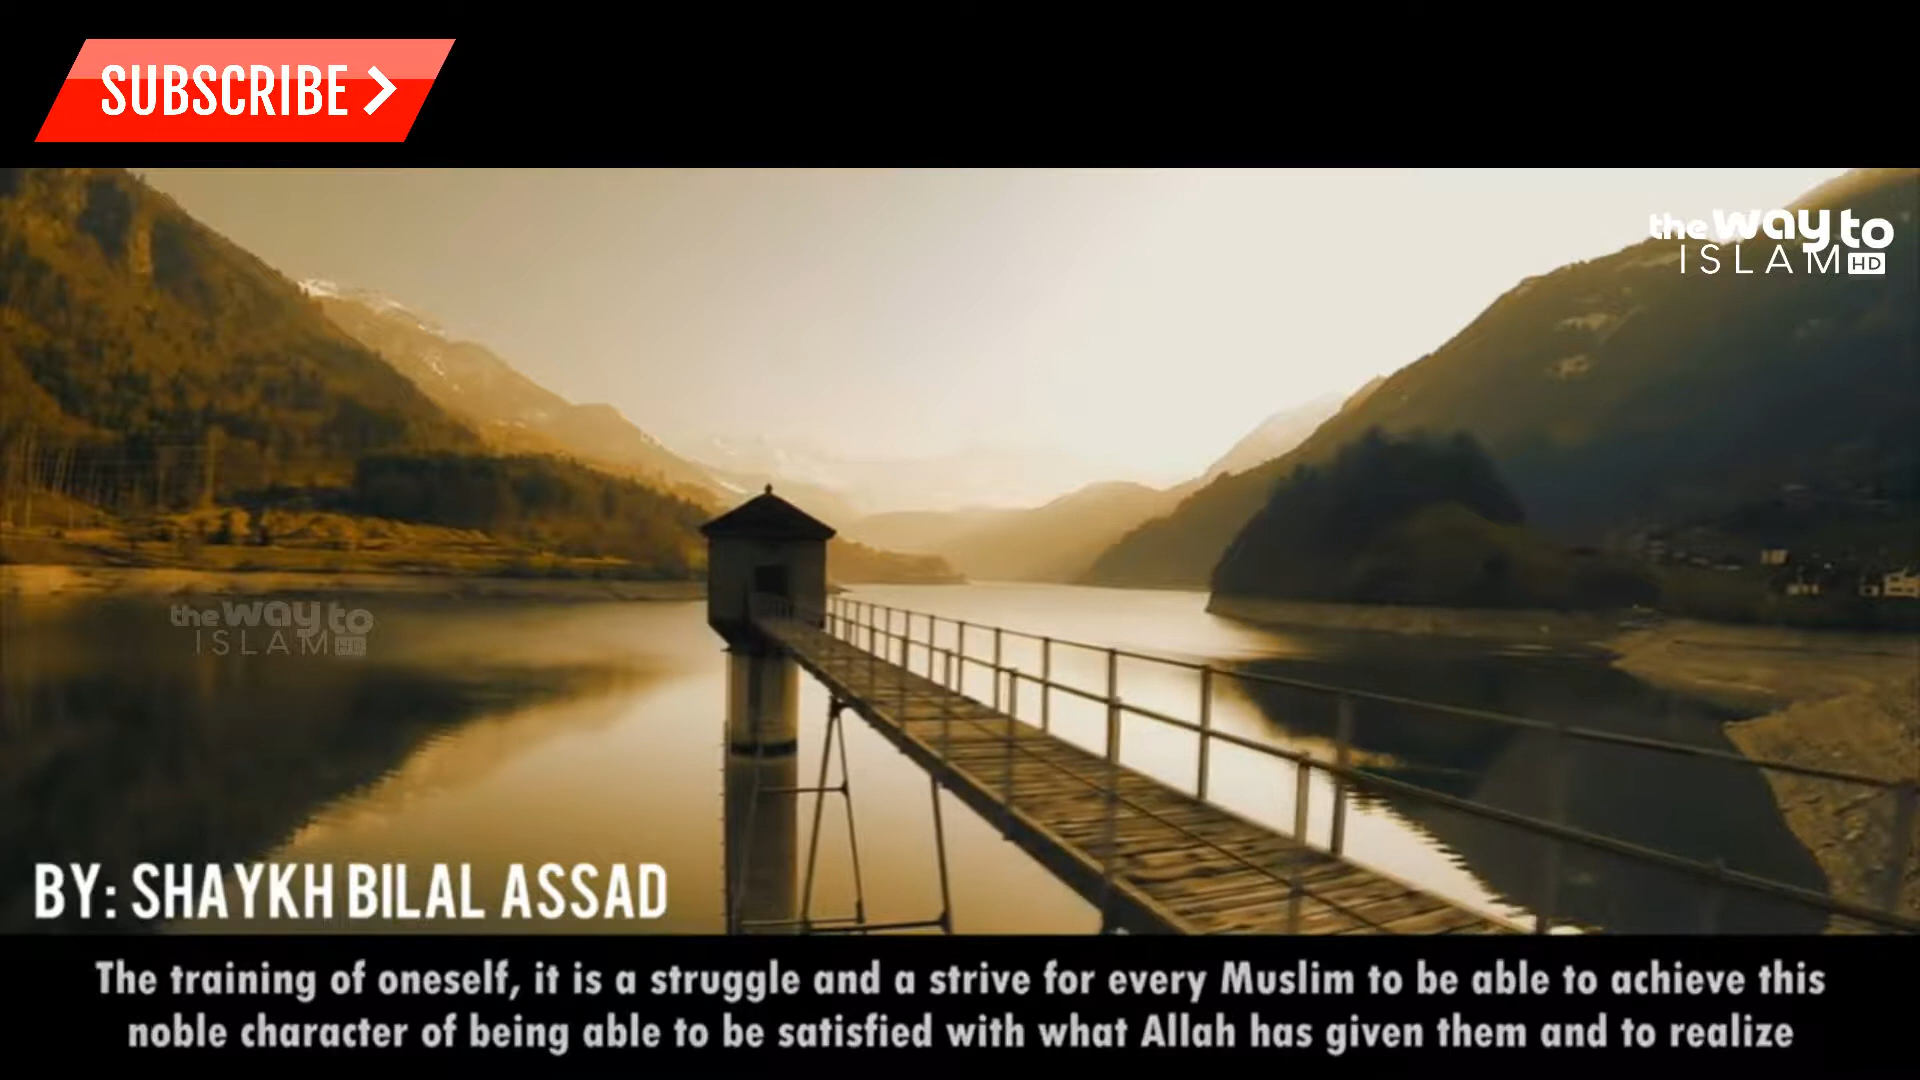 SUBSCRIBE
the way to
ISLAM HD
the way to
ISLAM HD
BY: SHAYKH BILAL ASSAD
The training of oneself, it is a struggle and a strive for every Muslim to be able to achieve this
noble character of being able to be satisfied with what Allah has given them and to realize